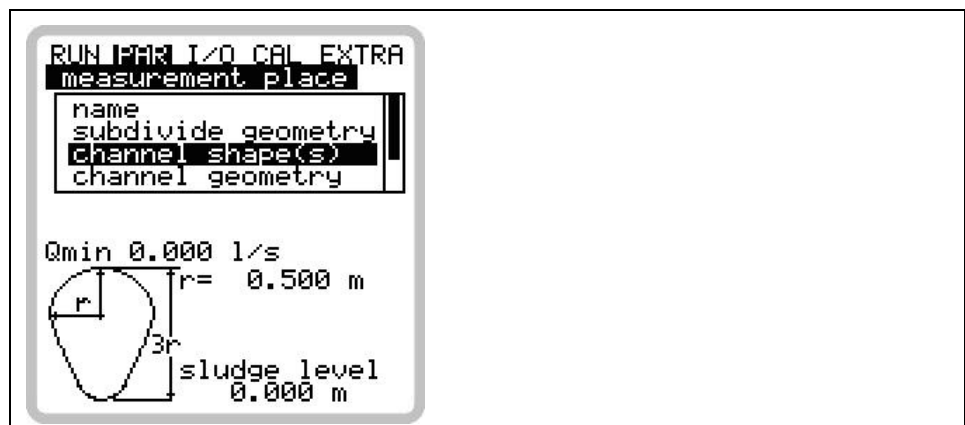 RUN PAR I/O CAL EXTRA
measurement place
name
subdivide geometry
channel shape(s)
channel geometry
Qmin 0.000 l/s
r= 0.500 m
r
3r
sludge level
0.000 m